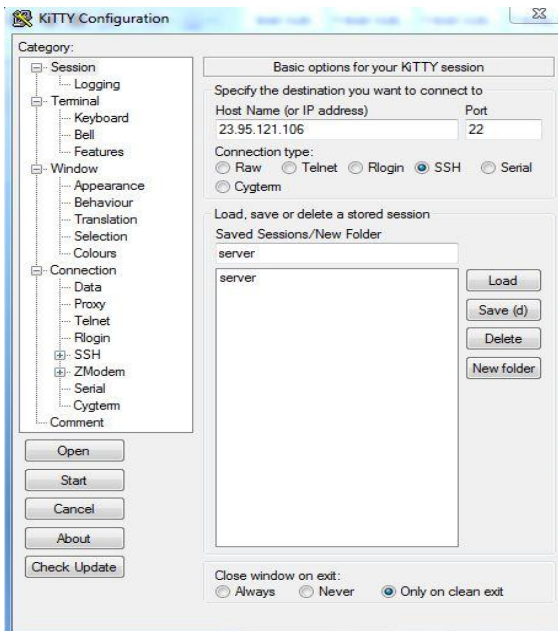 KiTTY Configuration
Category:
Session
Logging
Terminal
Keyboard
Bell
Features
Window
Appearance
Behaviour
Translation
Selection
Colours
Connection
Data
Proxy
Telnet
Rlogin
SSH
ZModem
Serial
Cygterm
Comment
Open
Start
Cancel
About
Check Update
Basic options for your KiTTY session
Specify the destination you want to connect to
Host Name (or IP address) Port
23.95.121.106 22
Connection type:
Raw Telnet Rlogin SSH Serial
Cygterm
Load, save or delete a stored session
Saved Sessions/New Folder
server
server
Load
Save (d)
Delete
New folder
Close window on exit:
Always Never Only on clean exit